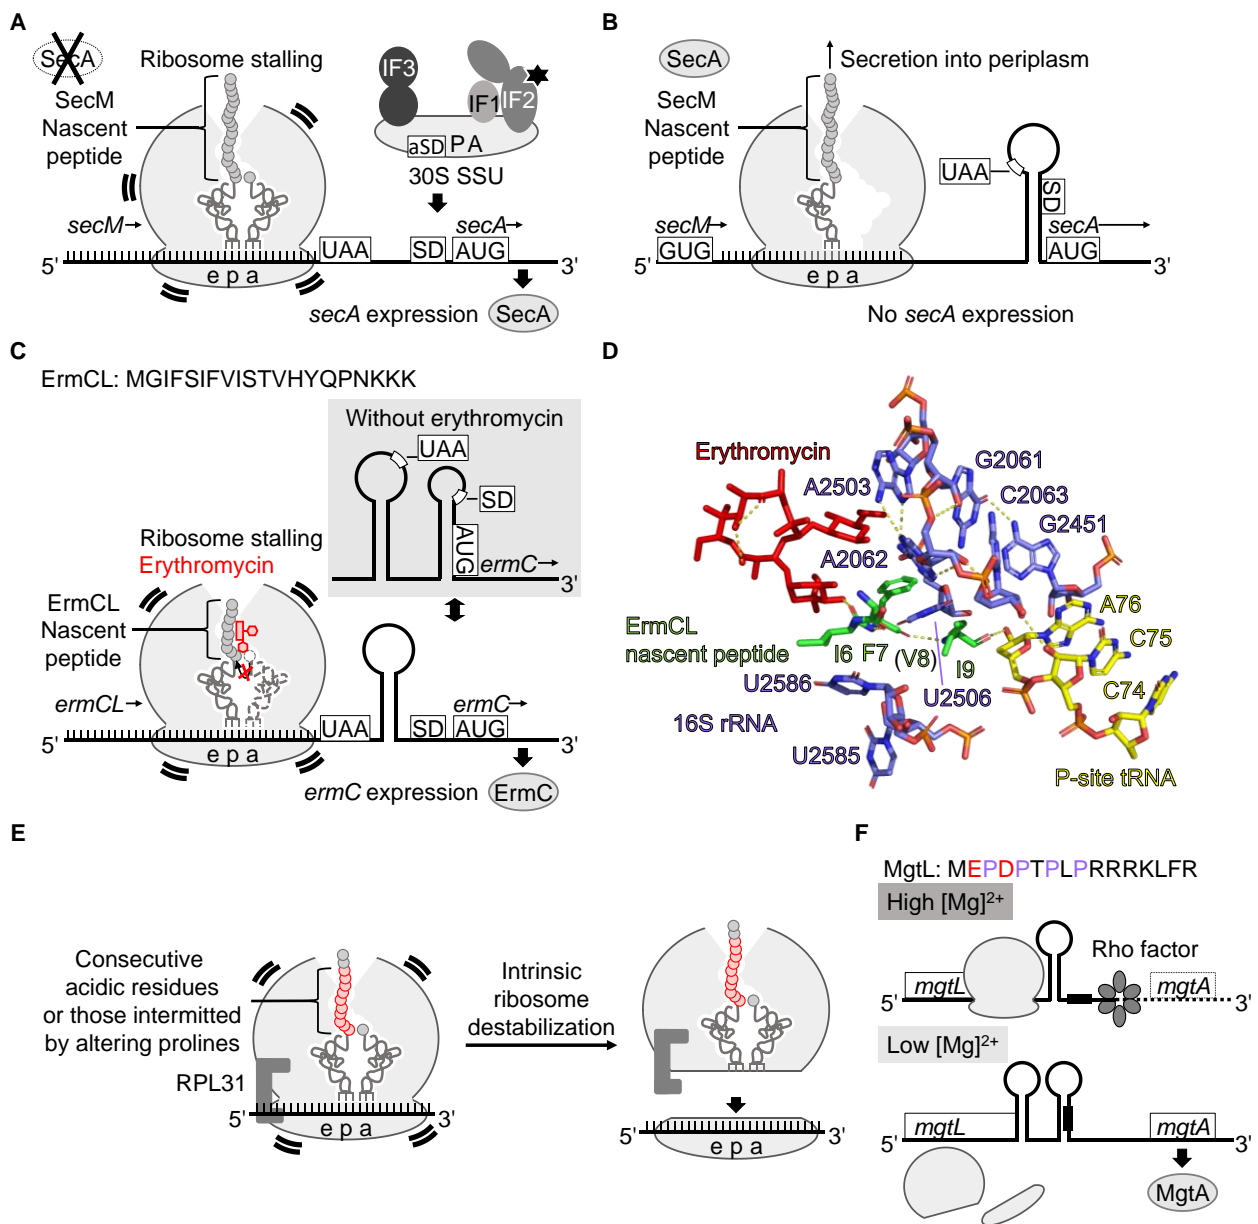 A
SecA
Ribosome stalling
SecM
Nascent
peptide
IF3
IF1
IF2
aSD P A
30S SSU
secM
secA
UAA
SD
AUG
5'
3'
e p a
secA expression
SecA
B
SecA
Secretion into periplasm
SecM
Nascent
peptide
UAA
SD
secM
secA
GUG
AUG
5'
3'
e p a
No secA expression
C
ErmCL: MGIFSIFVISTVHYQPNKKK
Without erythromycin
UAA
SD
AUG
ermC
3'
Ribosome stalling
Erythromycin
ErmCL
Nascent
peptide
ermCL
ermC
UAA
SD
AUG
5'
3'
e p a
ermC expression
ErmC
D
Erythromycin
G2061
A2503
C2063
G2451
A2062
A76
ErmCL
nascent peptide
C75
I6 F7 (V8) I9
C74
U2586
U2506
16S rRNA
U2585
P-site tRNA
E
Consecutive
acidic residues
or those intermitted
by altering prolines
RPL31
5'
3'
e p a
Intrinsic
ribosome
destabilization
5'
3'
e p a
F
MgtL: MEPDPTPLPRRRKLFR
High [Mg]2+
Rho factor
mgtL
mgtA
5'
3'
Low [Mg]2+
mgtL
mgtA
5'
3'
MgtA